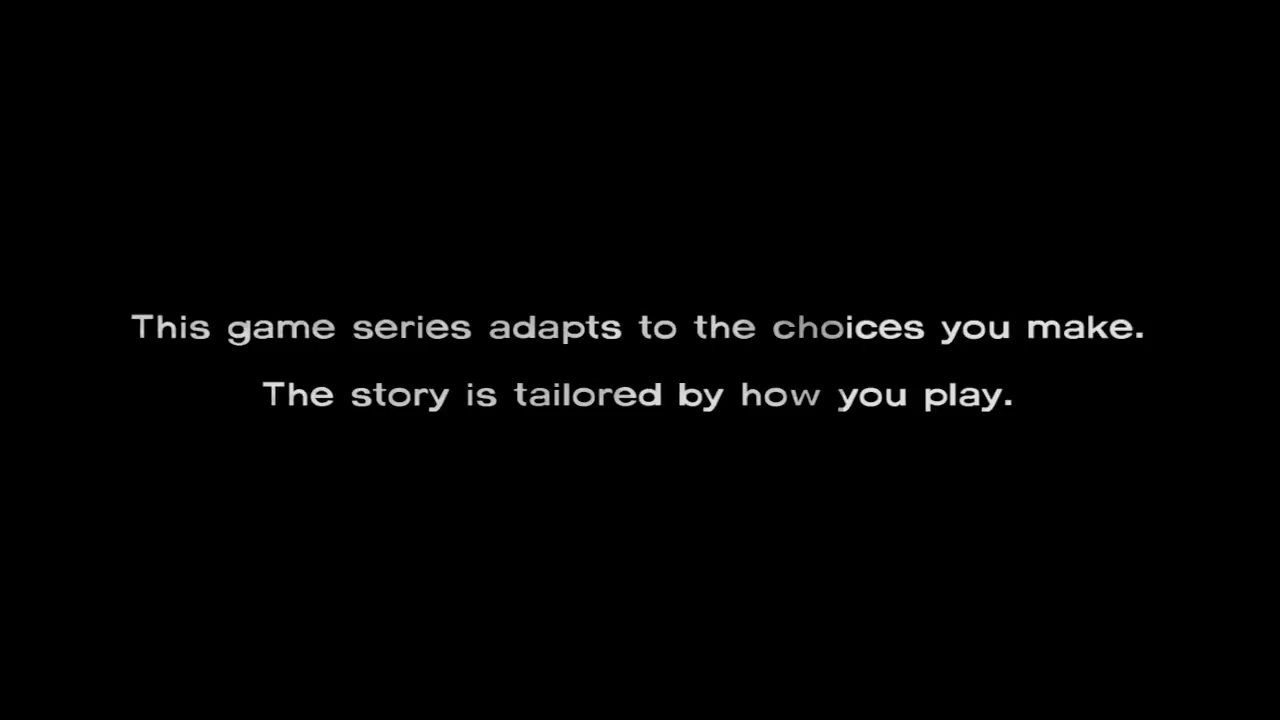 This game series adapts to the choices you make.
The story is tailored by how you play.